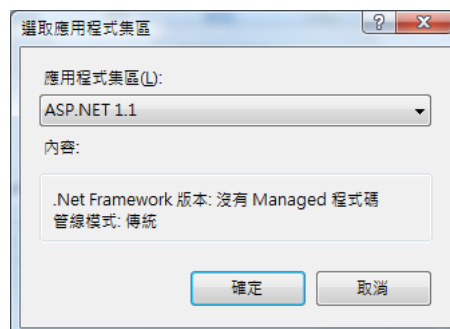 選取應用程式集區
應用程式集區(L):
ASP.NET 1.1
內容:
.Net Framework 版本: 沒有 Managed 程式碼
管線模式: 傳統
確定
取消